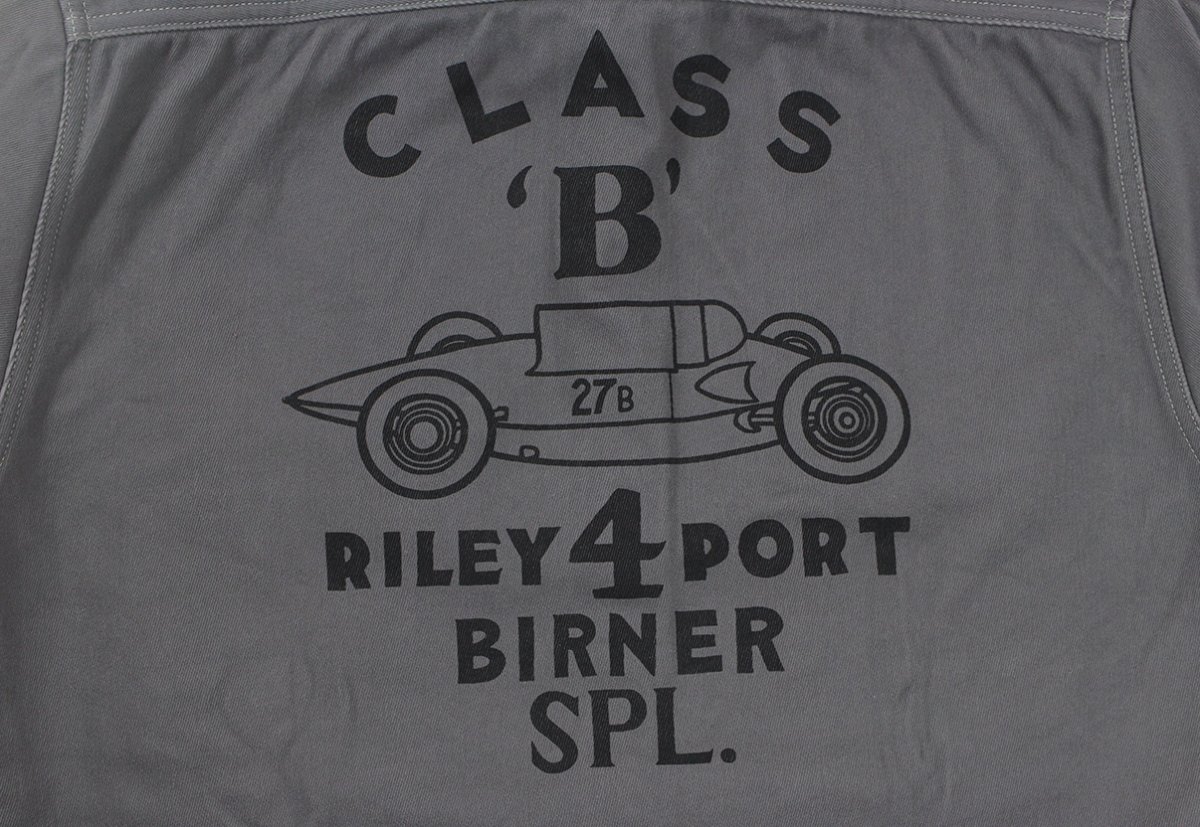 CLASS
'B'
27B
RILEY 4 PORT
BIRNER
SPL.